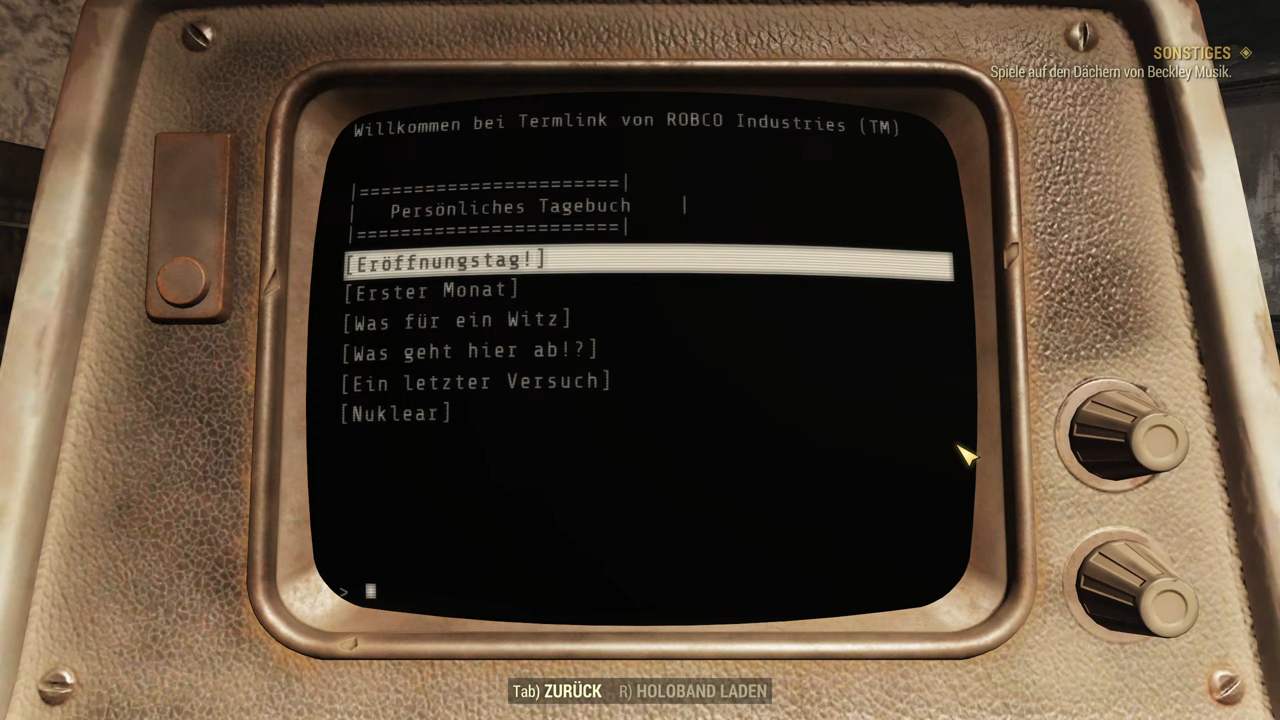 SONSTIGES
Spiele auf den Dächern von Beckley Musik.
Willkommen bei Termlink von ROBCO Industries (TM)
|========================|
|   Persönliches Tagebuch    |
|========================|
[Eröffnungstag!]
[Erster Monat]
[Was für ein Witz]
[Was geht hier ab!?]
[Ein letzter Versuch]
[Nuklear]
>
Tab) ZURÜCK R) HOLOBAND LADEN